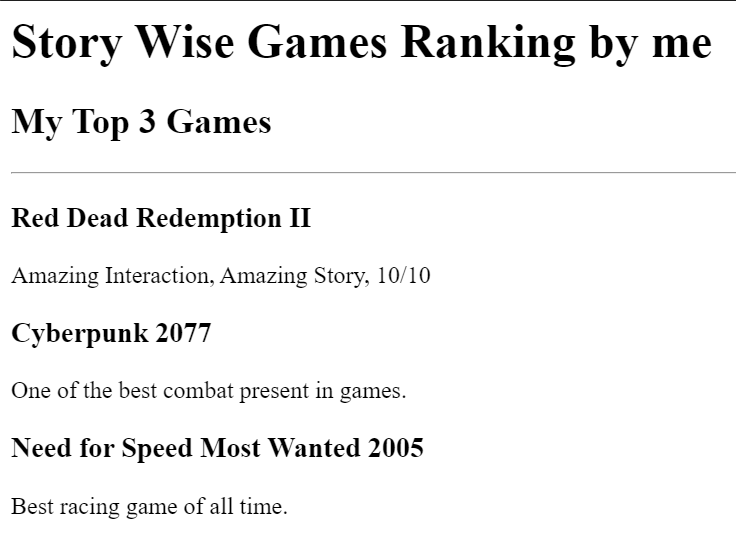 Story Wise Games Ranking by me
My Top 3 Games
Red Dead Redemption II
Amazing Interaction, Amazing Story, 10/10
Cyberpunk 2077
One of the best combat present in games.
Need for Speed Most Wanted 2005
Best racing game of all time.